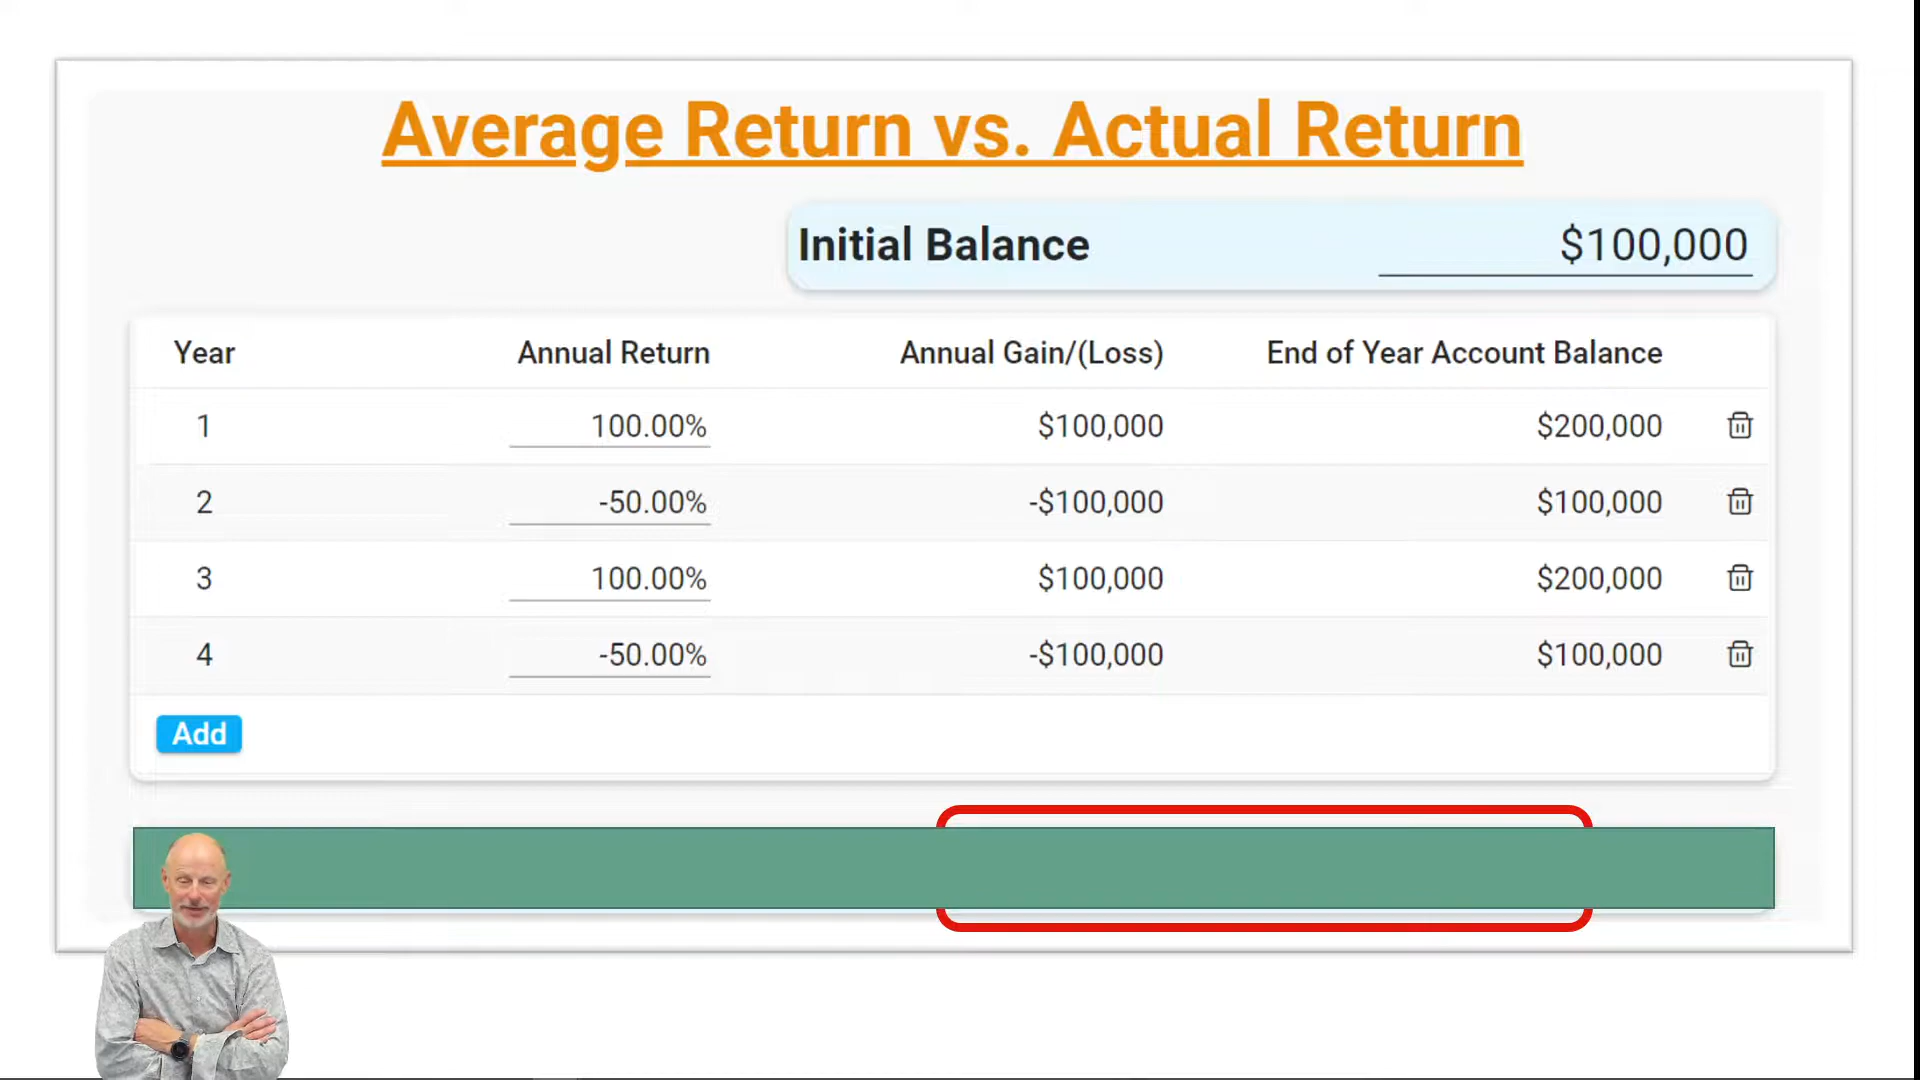 Average Return vs. Actual Return
Initial Balance $100,000
Year Annual Return Annual Gain/(Loss) End of Year Account Balance
1 100.00% $100,000 $200,000
2 -50.00% -$100,000 $100,000
3 100.00% $100,000 $200,000
4 -50.00% -$100,000 $100,000
Add